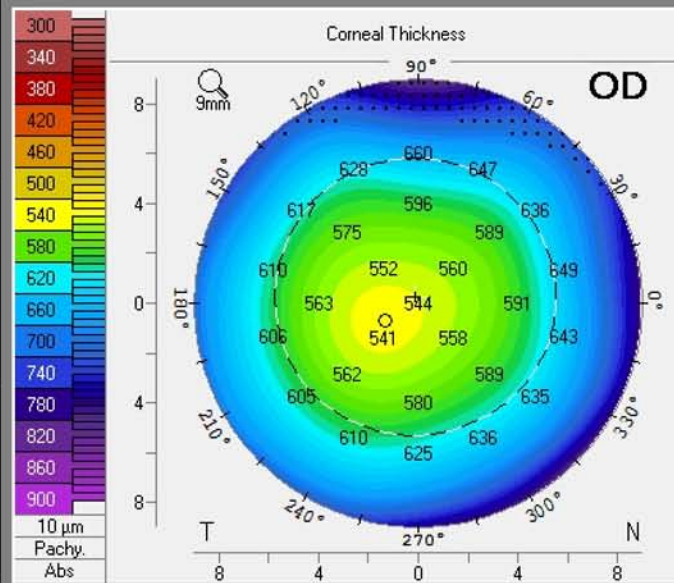 Corneal Thickness
300
340
380
420
460
500
540
580
620
660
700
740
780
820
860
900
10 µm
Pachy.
Abs
9mm
OD
90°
120° 60°
150° 30°
180° 0°
210° 330°
240° 300°
270°
8
4
0
4
8
660
628 647
617 596 636
575 589
610 552 560 649
563 544 591
606 541 558 643
562 589
605 580 635
610 636
625
T N
8 4 0 4 8